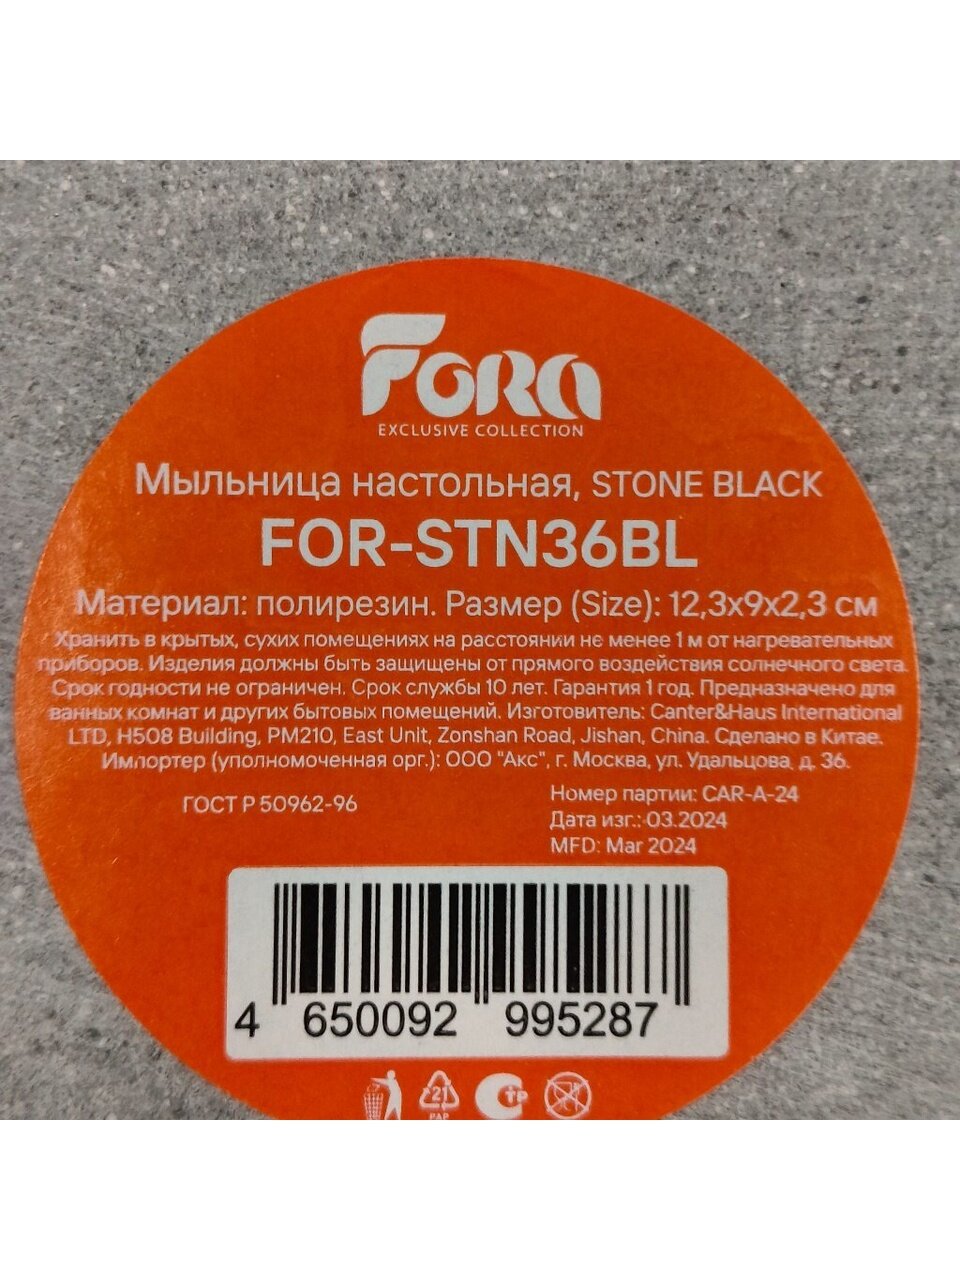 FORA
EXCLUSIVE COLLECTION
Мыльница настольная, STONE BLACK
FOR-STN36BL
Материал: полирезин. Размер (Size): 12,3x9x2,3 см
Хранить в крытых, сухих помещениях на расстоянии не менее 1 м от нагревательных
приборов. Изделия должны быть защищены от прямого воздействия солнечного света.
Срок годности не ограничен. Срок службы 10 лет. Гарантия 1 год. Предназначено для
ванных комнат и других бытовых помещений. Изготовитель: Canter&Haus International
LTD, H508 Building, PM210, East Unit, Zonshan Road, Jishan, China. Сделано в Китае.
Импортер (уполномоченная орг.): ООО "Акс", г. Москва, ул. Удальцова, д. 36.
ГОСТ Р 50962-96
Номер партии: CAR-A-24
Дата изг.: 03.2024
MFD: Mar 2024
4 650092 995287
21
PAP
СТР